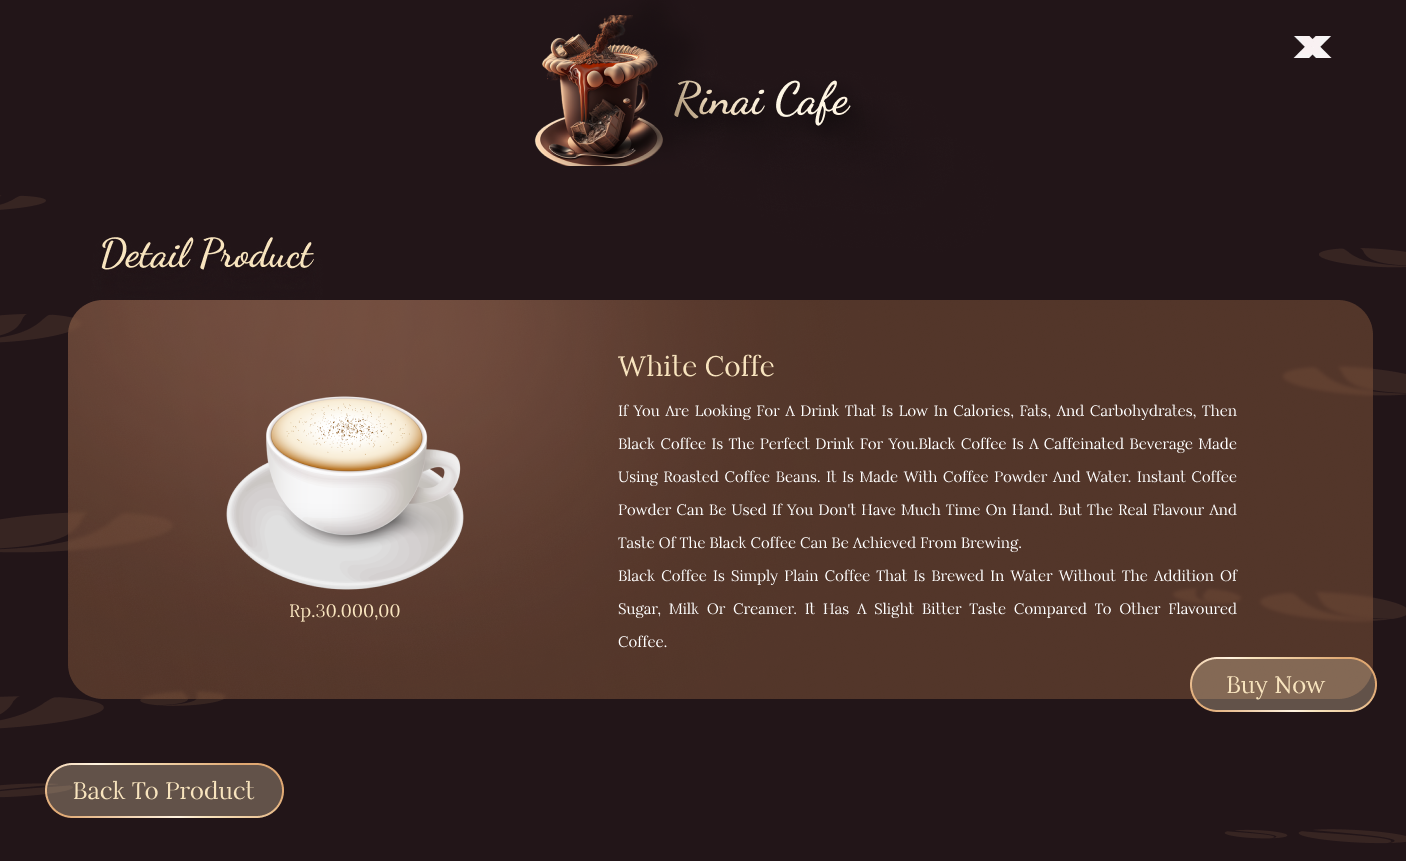 Rinai Cafe
Detail Product
White Coffe
If You Are Looking For A Drink That Is Low In Calories, Fats, And Carbohydrates, Then
Black Coffee Is The Perfect Drink For You.Black Coffee Is A Caffeinated Beverage Made
Using Roasted Coffee Beans. It Is Made With Coffee Powder And Water. Instant Coffee
Powder Can Be Used If You Don't Have Much Time On Hand. But The Real Flavour And
Taste Of The Black Coffee Can Be Achieved From Brewing.
Black Coffee Is Simply Plain Coffee That Is Brewed In Water Without The Addition Of
Sugar, Milk Or Creamer. It Has A Slight Bitter Taste Compared To Other Flavoured
Coffee.
Rp.30.000,00
Buy Now
Back To Product